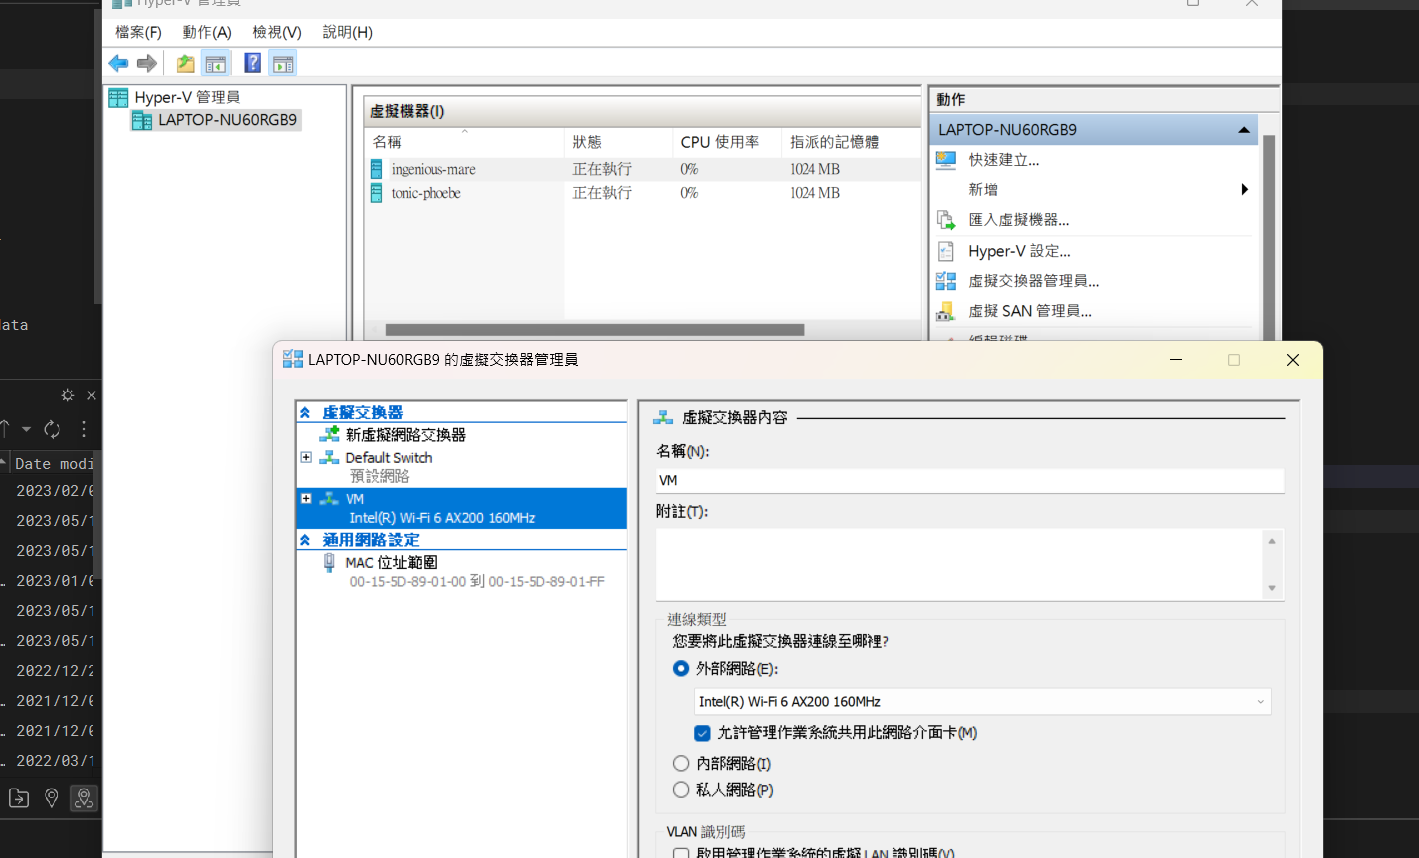 Hyper-V 管理員
檔案(F) 動作(A) 檢視(V) 說明(H)
Hyper-V 管理員
LAPTOP-NU60RGB9
虛擬機器(I)
名稱 狀態 CPU 使用率 指派的記憶體
ingenious-mare 正在執行 0% 1024 MB
tonic-phoebe 正在執行 0% 1024 MB
動作
LAPTOP-NU60RGB9
快速建立...
新增
匯入虛擬機器...
Hyper-V 設定...
虛擬交換器管理員...
虛擬 SAN 管理員...
編輯磁碟
data
Date modi
2023/02/0
2023/05/1
2023/05/1
2023/01/0
2023/05/1
2023/05/1
2022/12/2
2021/12/0
2021/12/0
2022/03/1
LAPTOP-NU60RGB9 的虛擬交換器管理員
虛擬交換器
新虛擬網路交換器
Default Switch
預設網路
VM
Intel(R) Wi-Fi 6 AX200 160MHz
通用網路設定
MAC 位址範圍
00-15-5D-89-01-00 到 00-15-5D-89-01-FF
虛擬交換器內容
名稱(N):
VM
附註(T):
連線類型
您要將此虛擬交換器連線至哪裡?
外部網路(E):
Intel(R) Wi-Fi 6 AX200 160MHz
允許管理作業系統共用此網路介面卡(M)
內部網路(I)
私人網路(P)
VLAN 識別碼
啟用管理作業系統的虛擬 LAN 識別碼(V)